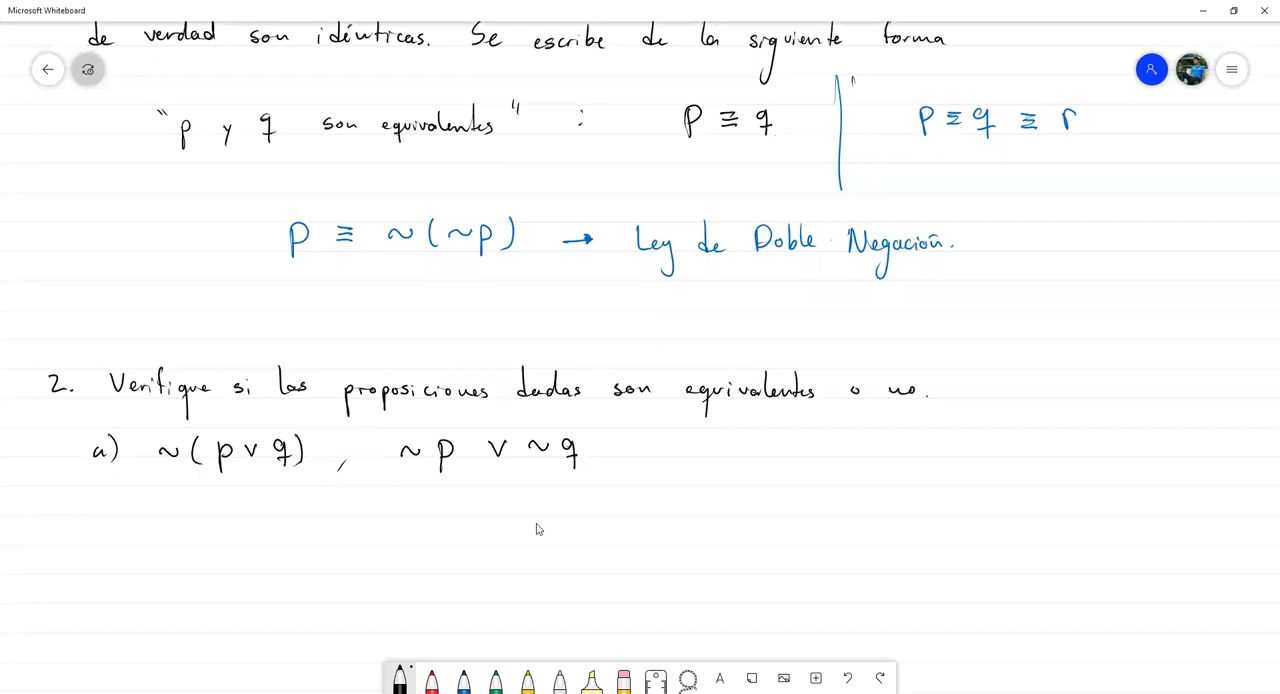 Microsoft Whiteboard
de verdad son idénticas. Se escribe de la siguiente forma
"p y q son equivalentes" : p ≡ q | " p ≡ q ≡ r
p ≡ ~(~p) → Ley de Doble Negación.
2. Verifique si las proposiciones dadas son equivalentes o no.
a) ~(p v q) , ~p v ~q
A